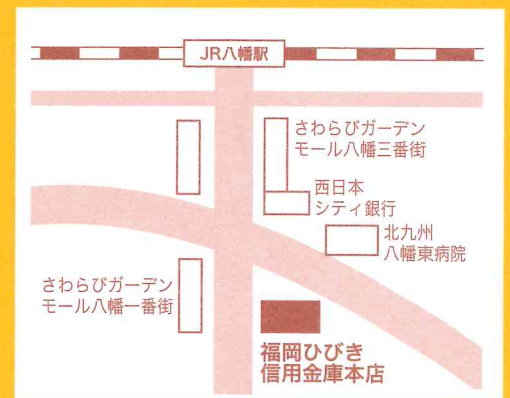 JR八幡駅
さわらびガーデン
モール八幡三番街
西日本
シティ銀行
北九州
八幡東病院
さわらびガーデン
モール八幡一番街
福岡ひびき
信用金庫本店